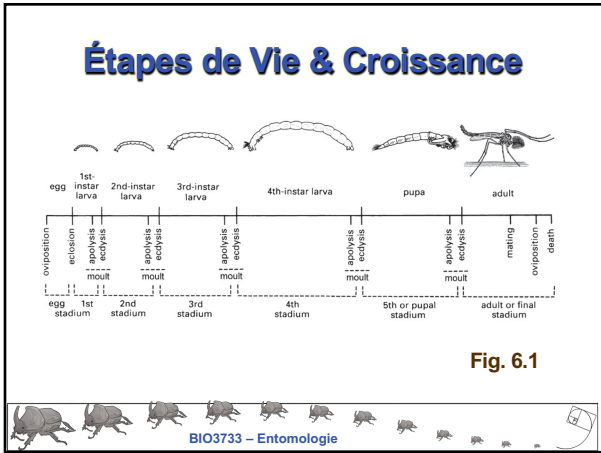 Étapes de Vie & Croissance
egg
1st-
instar
larva
2nd-instar
larva
3rd-instar
larva
4th-instar larva
pupa
adult
oviposition
eclosion
apolysis
ecdysis
apolysis
ecdysis
apolysis
ecdysis
apolysis
ecdysis
apolysis
ecdysis
mating
oviposition
death
moult
moult
moult
moult
moult
egg
stadium
1st
2nd
stadium
3rd
stadium
4th
stadium
5th or pupal
stadium
adult or final
stadium
Fig. 6.1
BIO3733 – Entomologie